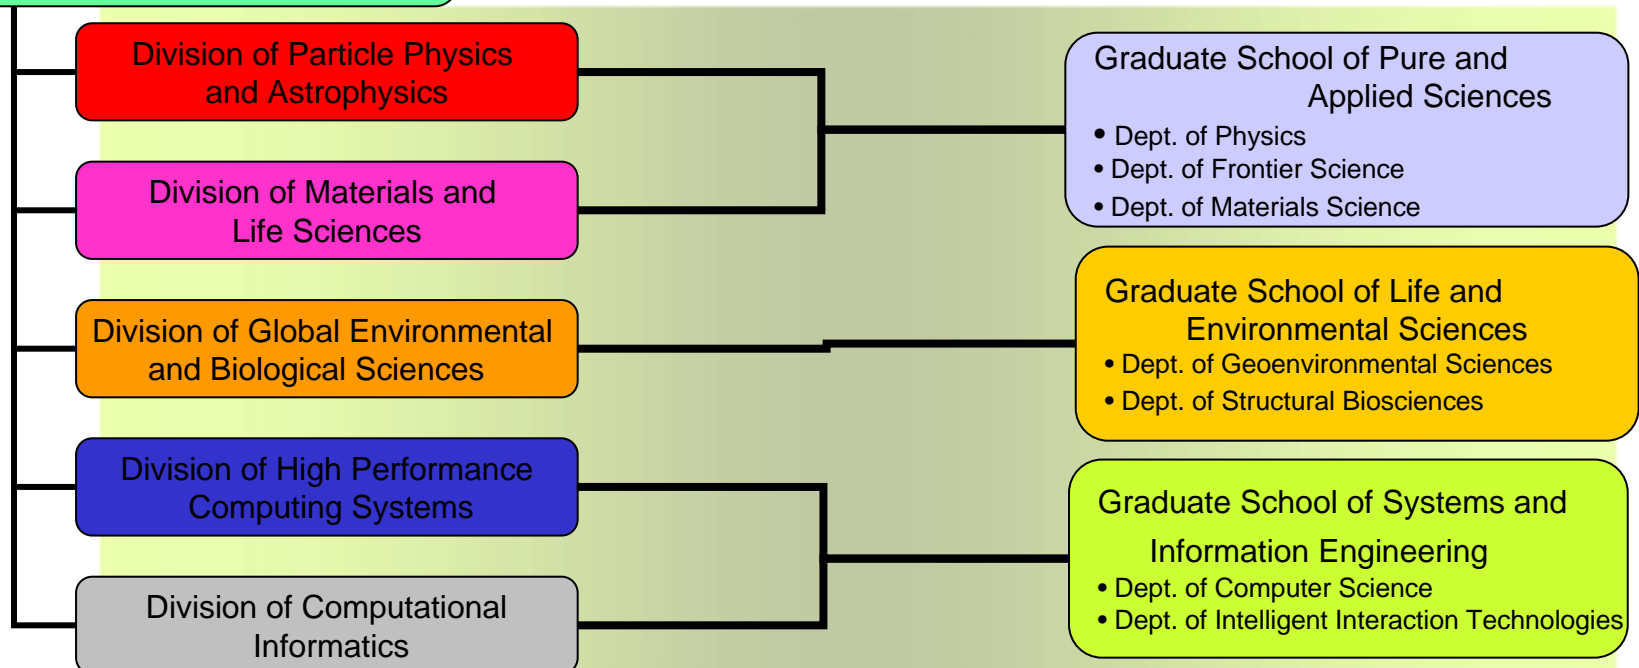 Division of Particle Physics
and Astrophysics
Division of Materials and
Life Sciences
Division of Global Environmental
and Biological Sciences
Division of High Performance
Computing Systems
Division of Computational
Informatics
Graduate School of Pure and
Applied Sciences
• Dept. of Physics
• Dept. of Frontier Science
• Dept. of Materials Science
Graduate School of Life and
Environmental Sciences
• Dept. of Geoenvironmental Sciences
• Dept. of Structural Biosciences
Graduate School of Systems and
Information Engineering
• Dept. of Computer Science
• Dept. of Intelligent Interaction Technologies